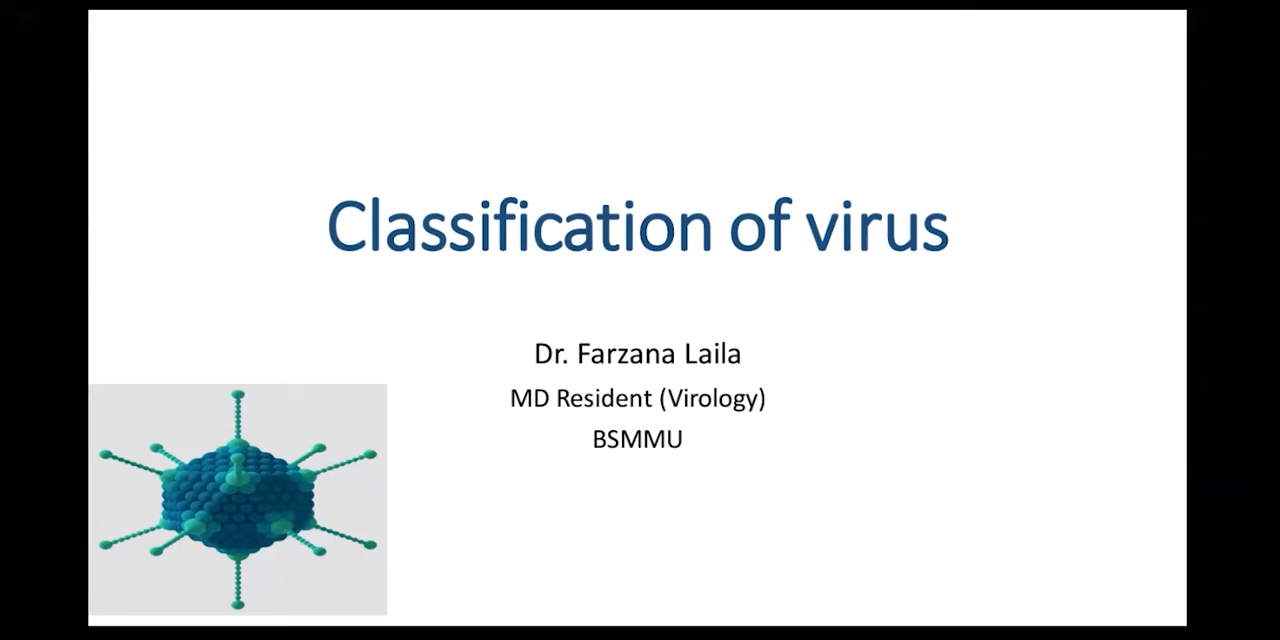 Classification of virus
Dr. Farzana Laila
MD Resident (Virology)
BSMMU